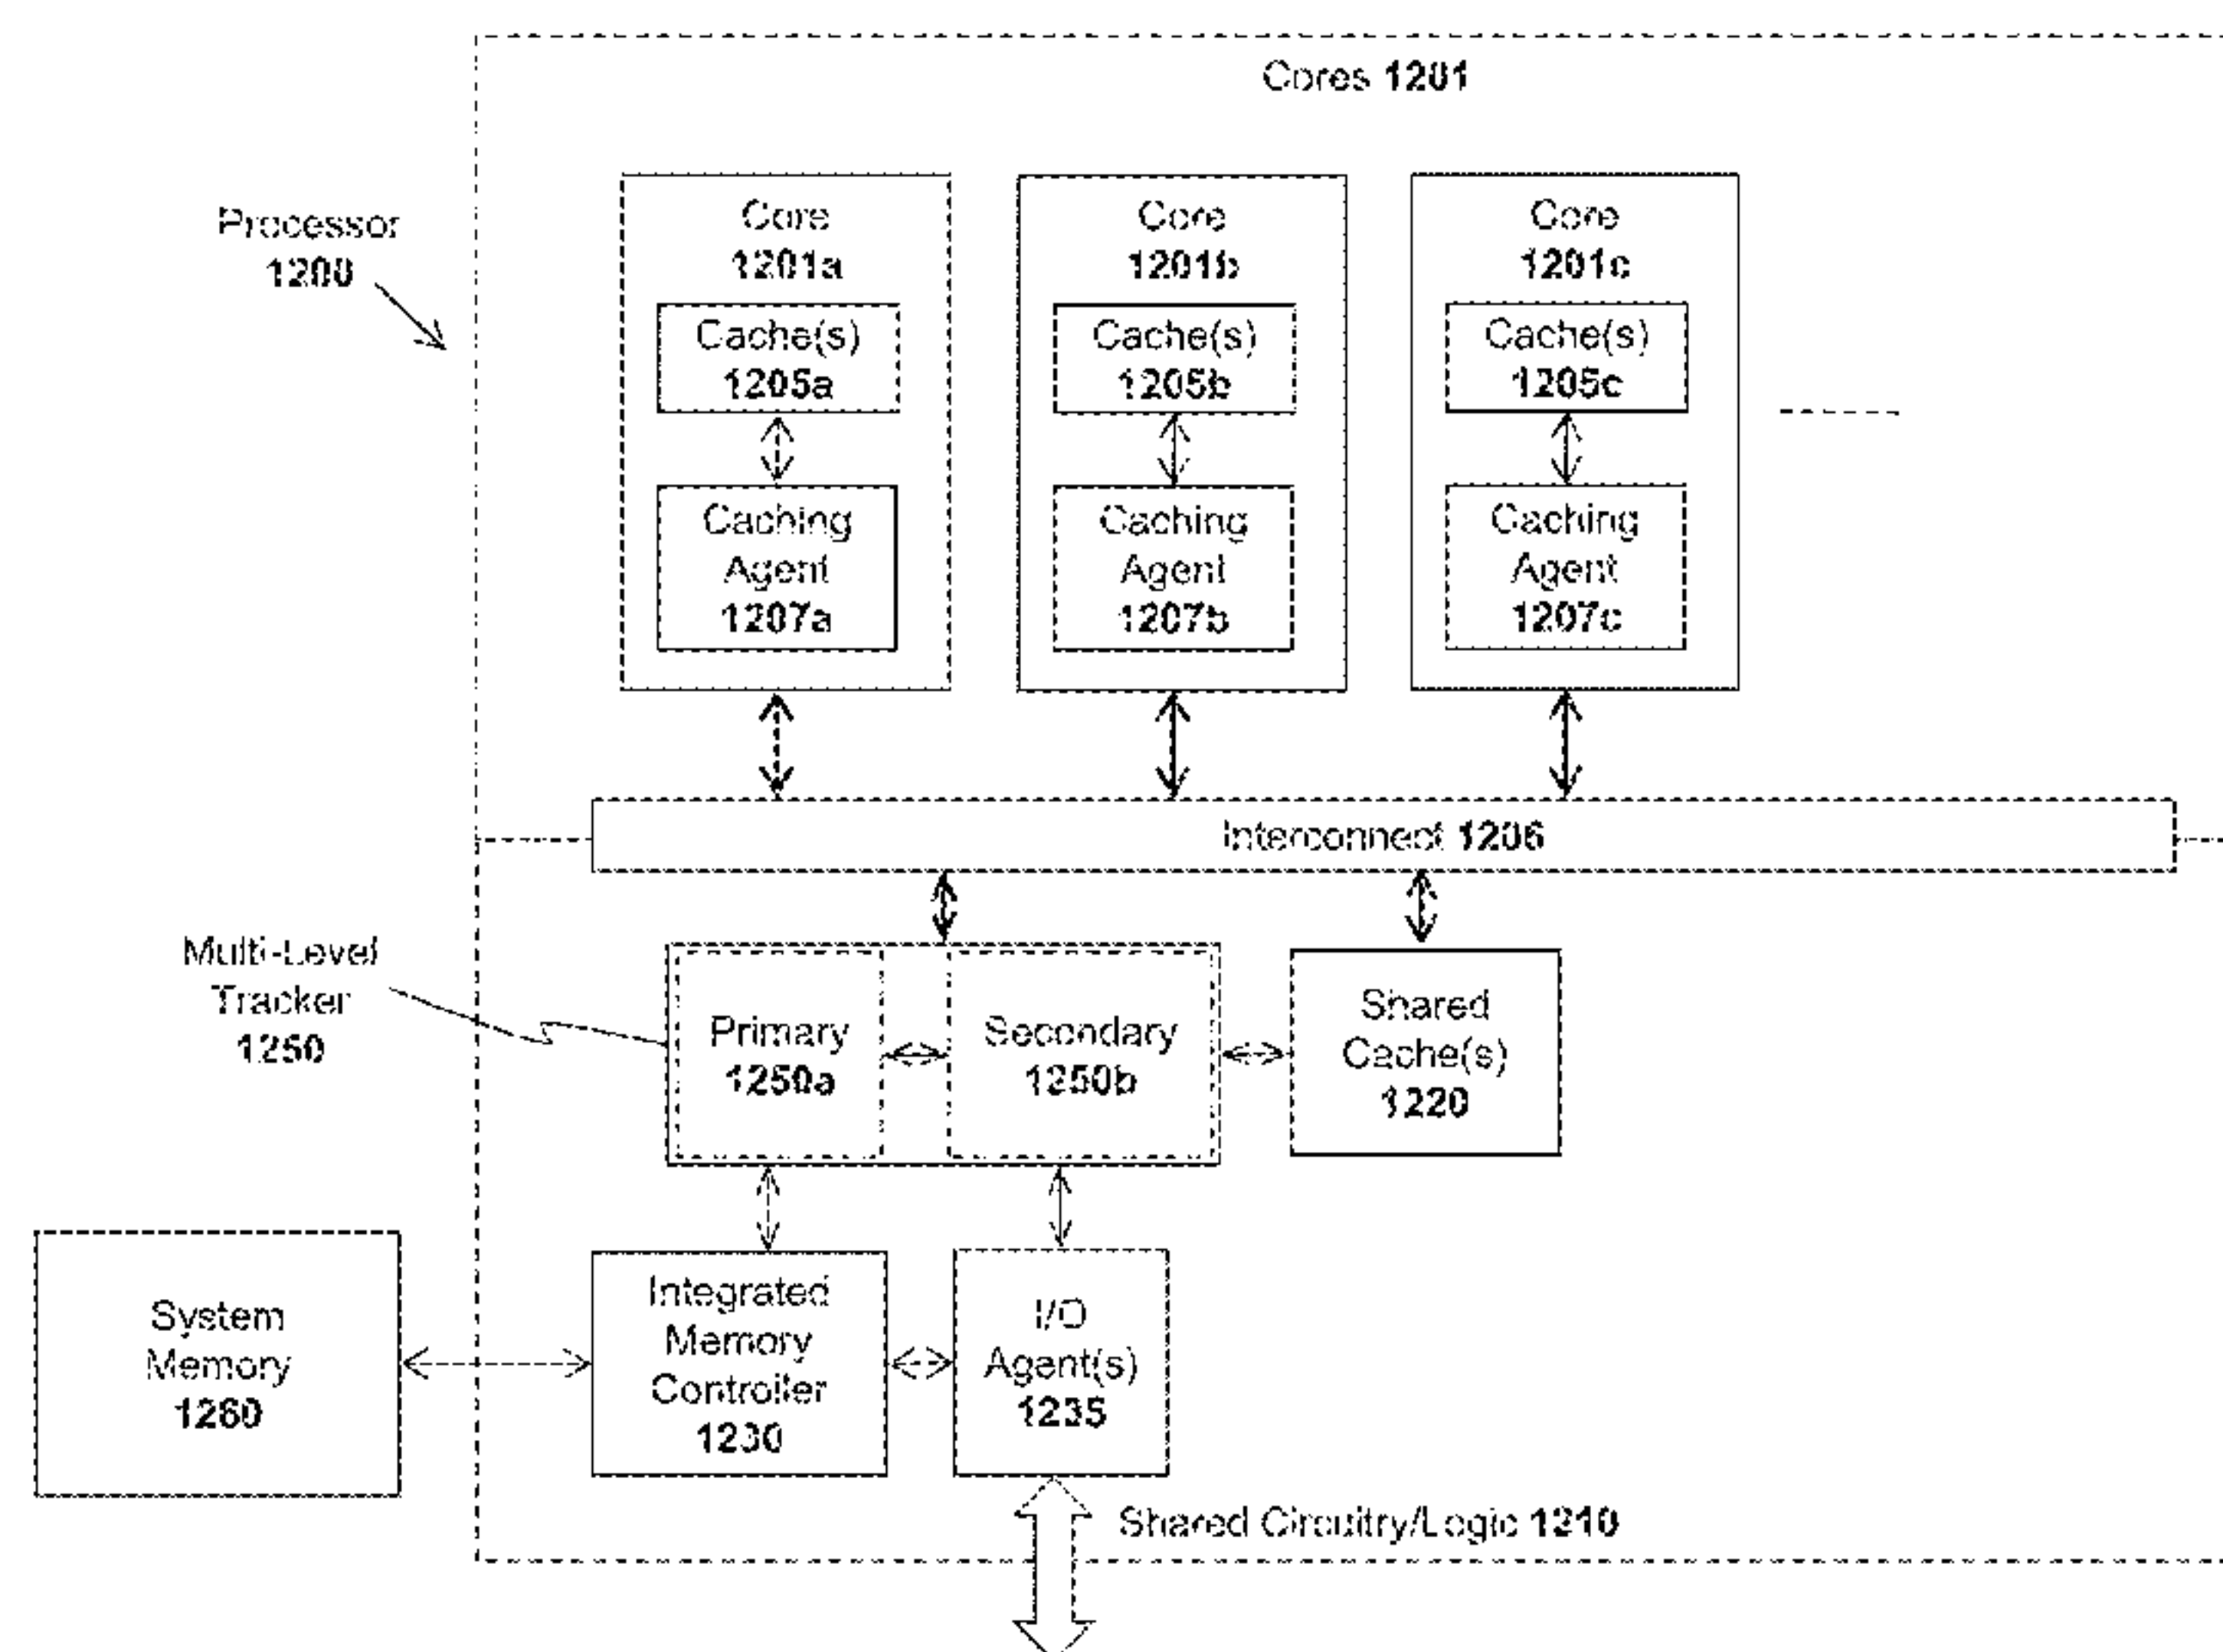 Cores 1201
Processor
1200
Core
1201a
Cache(s)
1205a
Caching
Agent
1207a
Core
1201b
Cache(s)
1205b
Caching
Agent
1207b
Core
1201c
Cache(s)
1205c
Caching
Agent
1207c
Interconnect 1206
Multi-Level
Tracker
1250
Primary
1250a
Secondary
1250b
Shared
Cache(s)
1220
System
Memory
1260
Integrated
Memory
Controller
1230
I/O
Agent(s)
1235
Shared Circuitry/Logic 1210